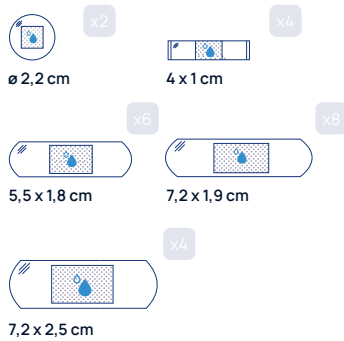 x2
x4
ø 2,2 cm
4 x 1 cm
x6
x8
5,5 x 1,8 cm
7,2 x 1,9 cm
x4
7,2 x 2,5 cm